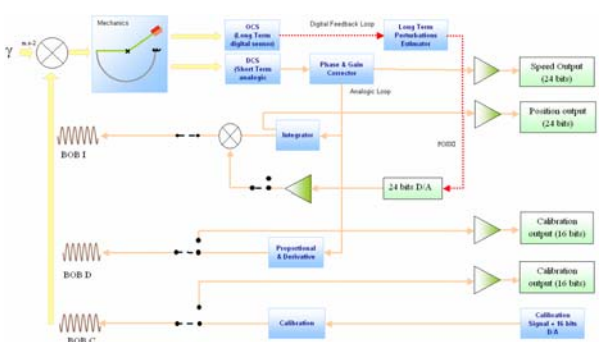 Mechanics
OCS
(Long Term
digital sensor)
Digital Feedback Loop
Long Term
Perturbations
Estimator
γ
m.s-2
DCS
(Short Term
analogic)
Phase & Gain
Corrector
Speed Output
(24 bits)
Analogic Loop
Position output
(24 bits)
Integrator
BOB I
24 bits D/A
Calibration
output (16 bits)
Proportional
& Derivative
BOB D
Calibration
output (16 bits)
Calibration
Calibration
Signal + 16 bits
D/A
BOB C